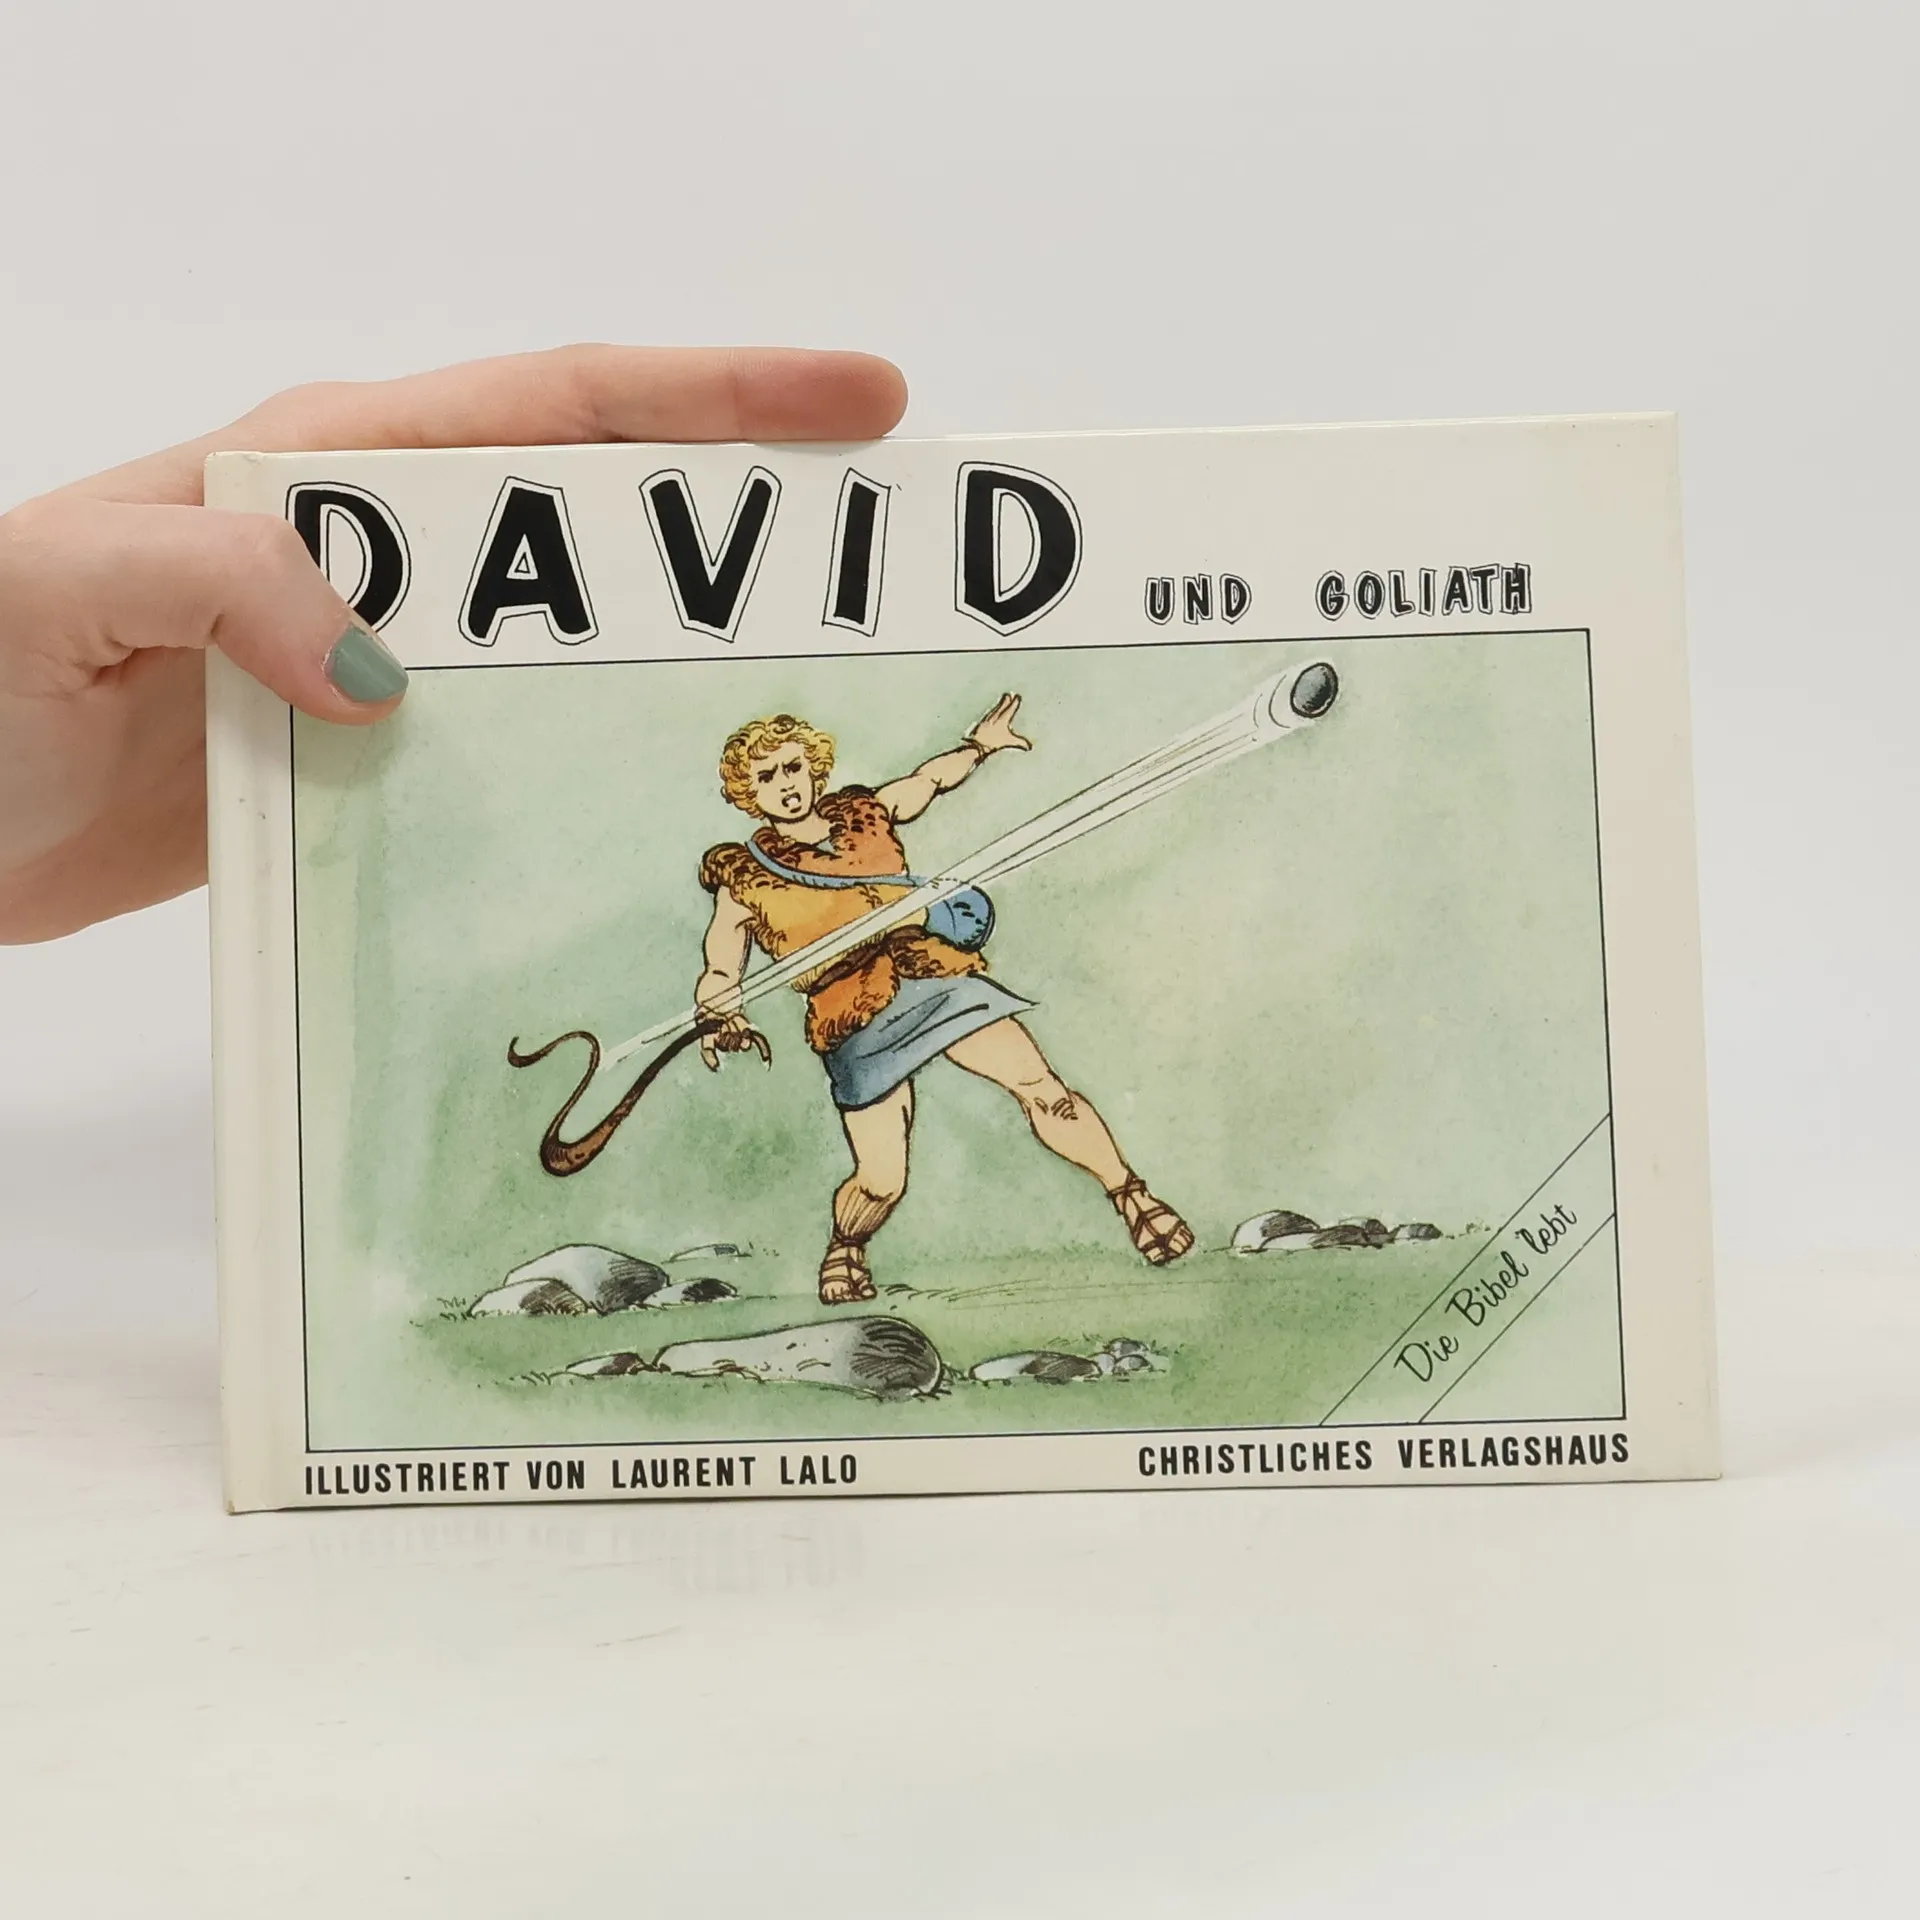 DAVID UND GOLIATH
Die Bibel lebt
ILLUSTRIERT VON LAURENT LALO
CHRISTLICHES VERLAGSHAUS